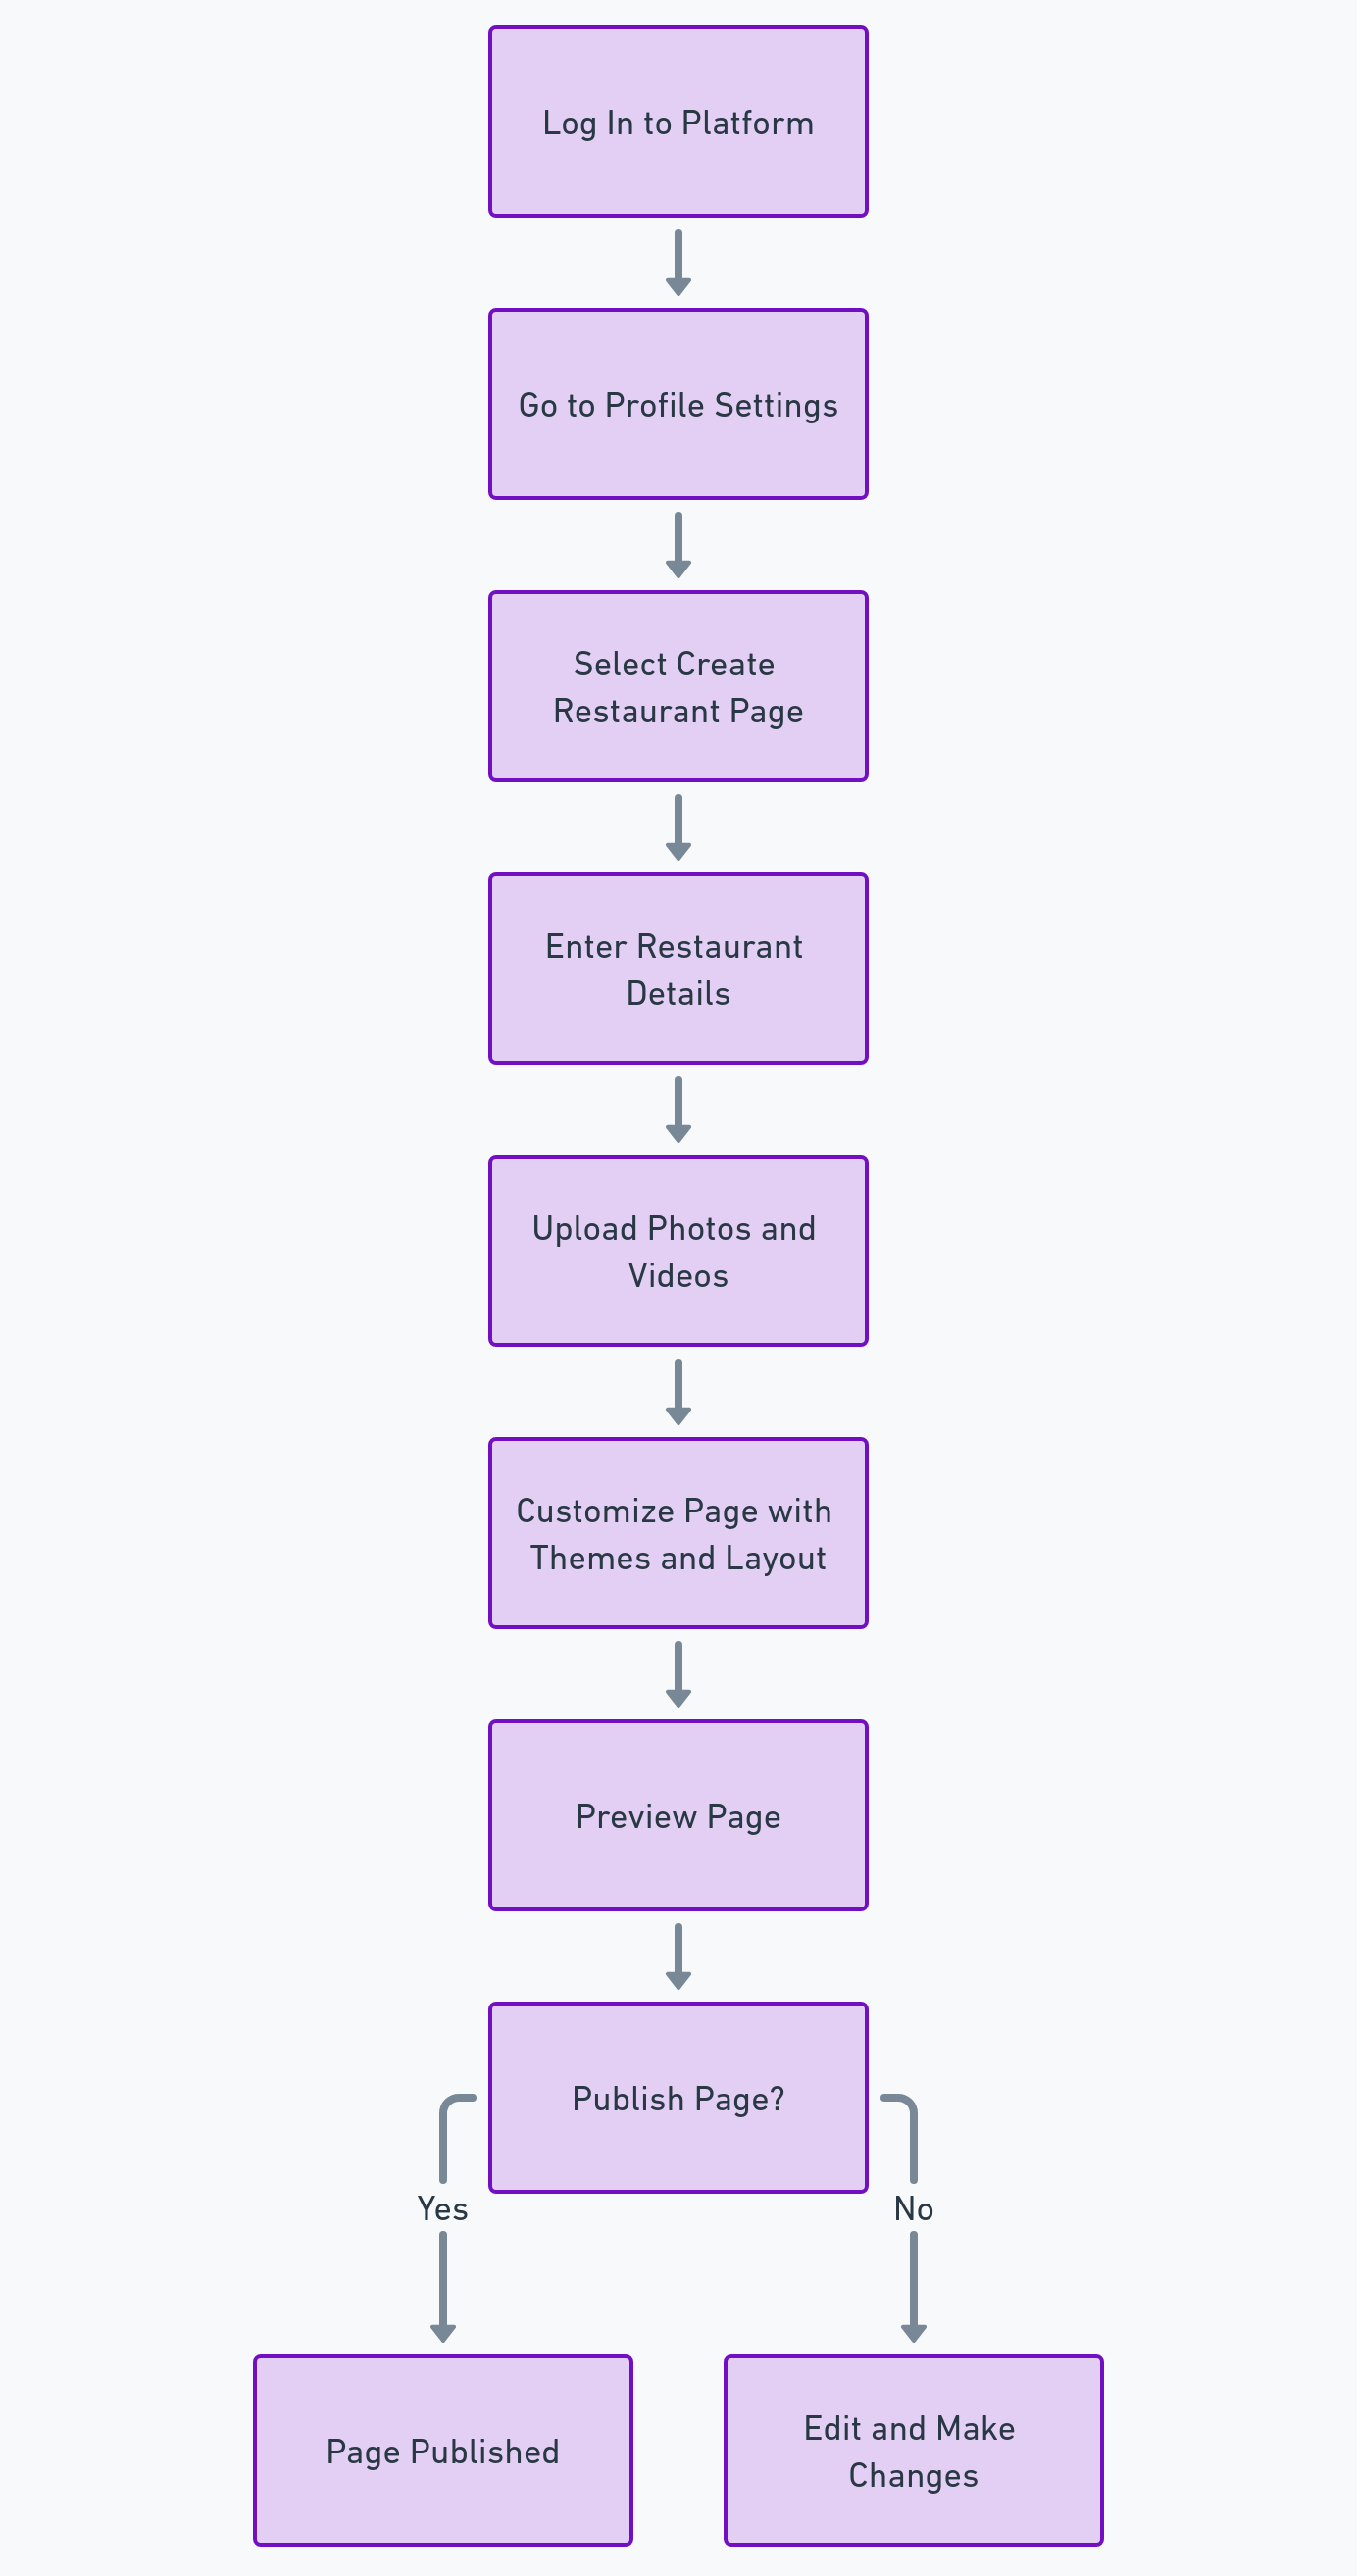 Log In to Platform
Go to Profile Settings
Select Create
Restaurant Page
Enter Restaurant
Details
Upload Photos and
Videos
Customize Page with
Themes and Layout
Preview Page
Publish Page?
Yes
No
Page Published
Edit and Make
Changes